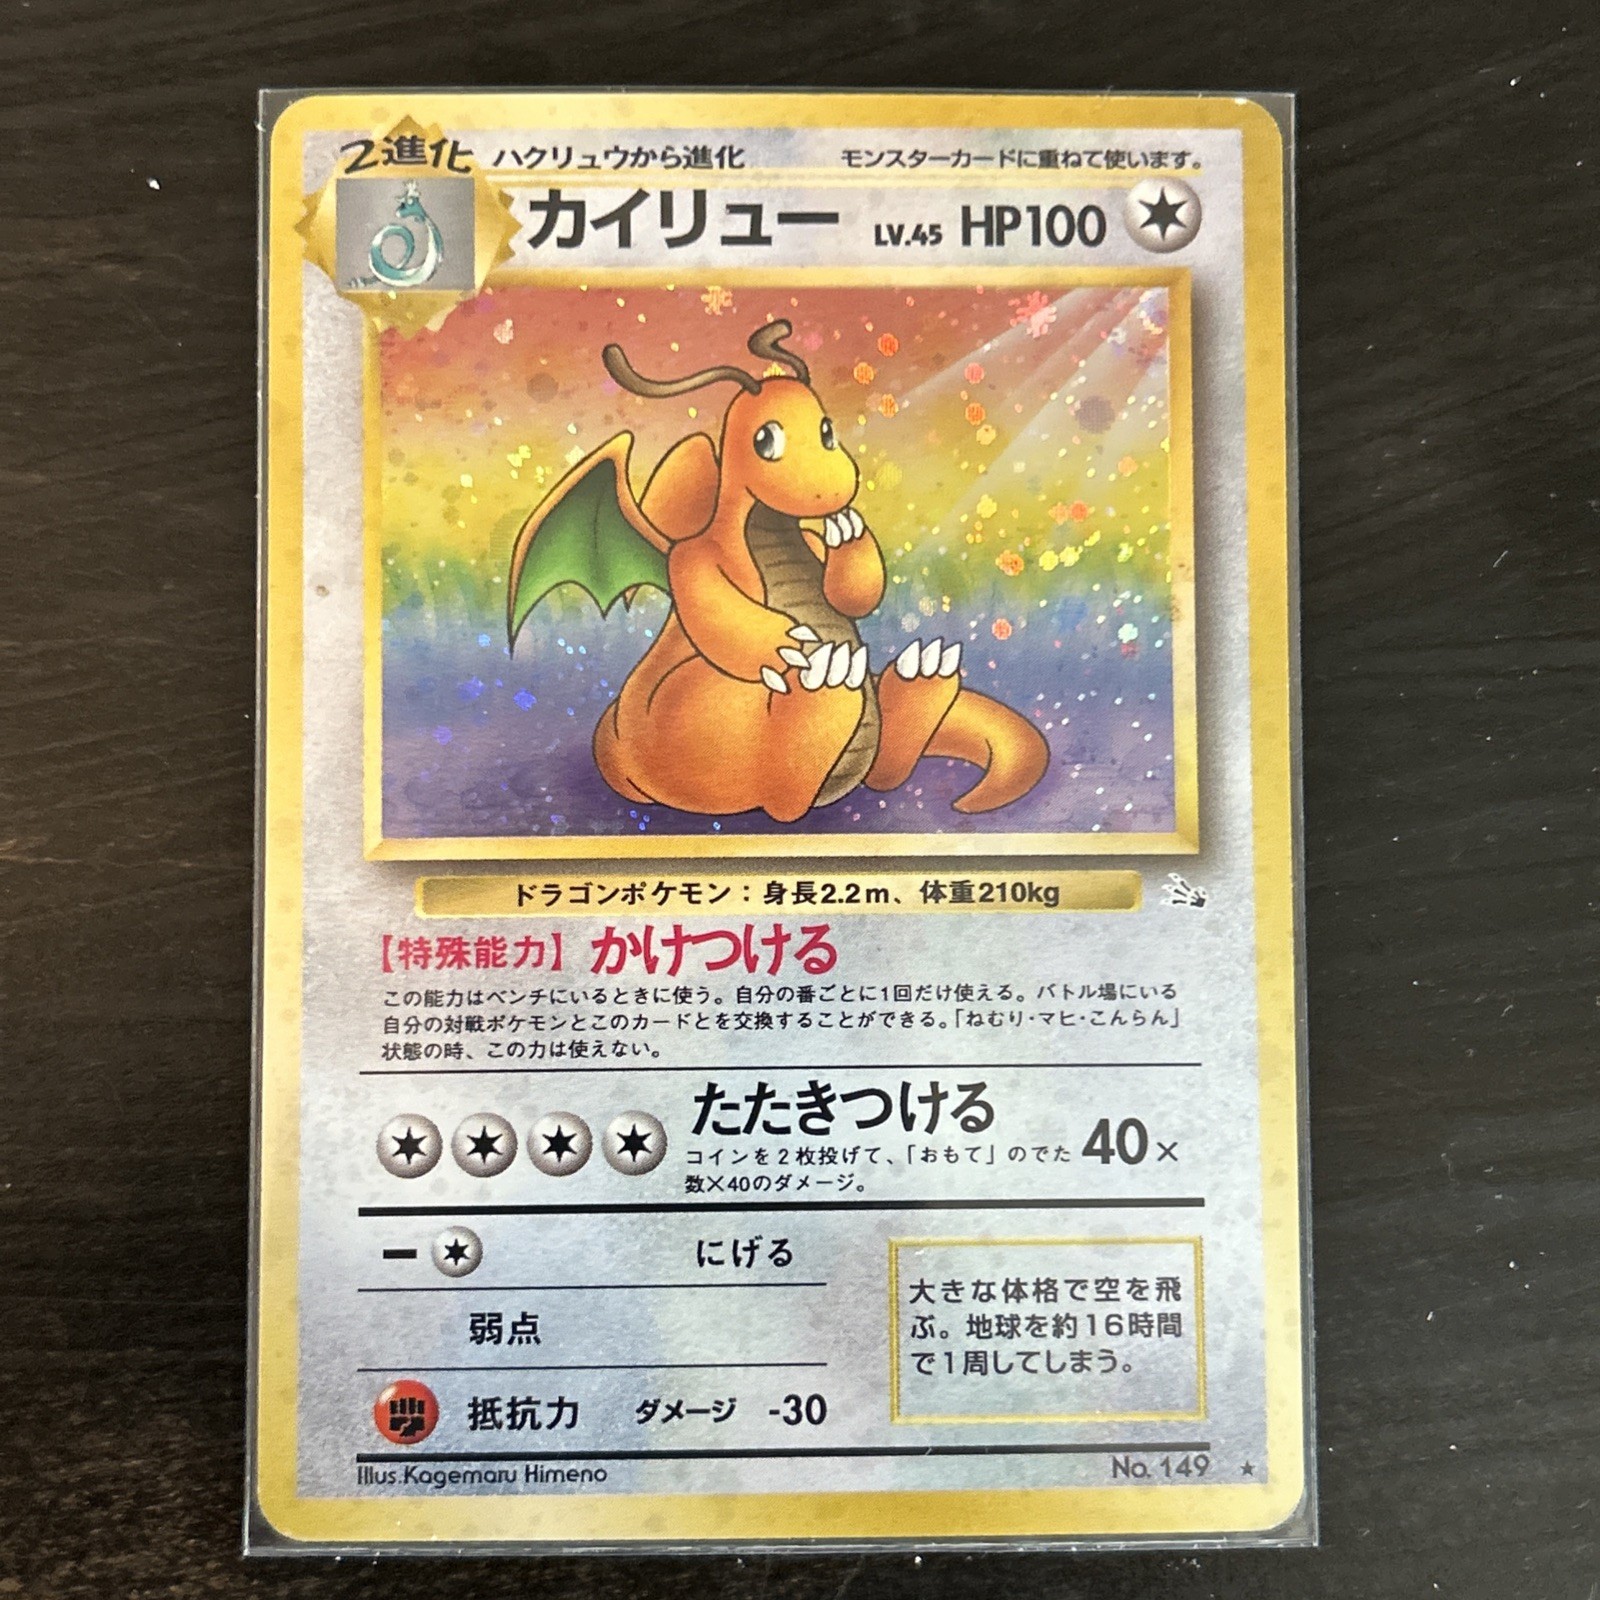 2進化 ハクリュウから進化 モンスターカードに重ねて使います。
カイリュー LV.45 HP100
ドラゴンポケモン：身長2.2m、体重210kg
【特殊能力】かけつける
この能力はベンチにいるときに使う。自分の番ごとに1回だけ使える。バトル場にいる
自分の対戦ポケモンとこのカードとを交換することができる。「ねむり・マヒ・こんらん」
状態の時、この力は使えない。
たたきつける
コインを2枚投げて、「おもて」のでた
数×40のダメージ。
40×
− にげる
弱点
抵抗力 ダメージ -30
大きな体格で空を飛
ぶ。地球を約16時間
で1周してしまう。
Illus.Kagemaru Himeno
No. 149 ★